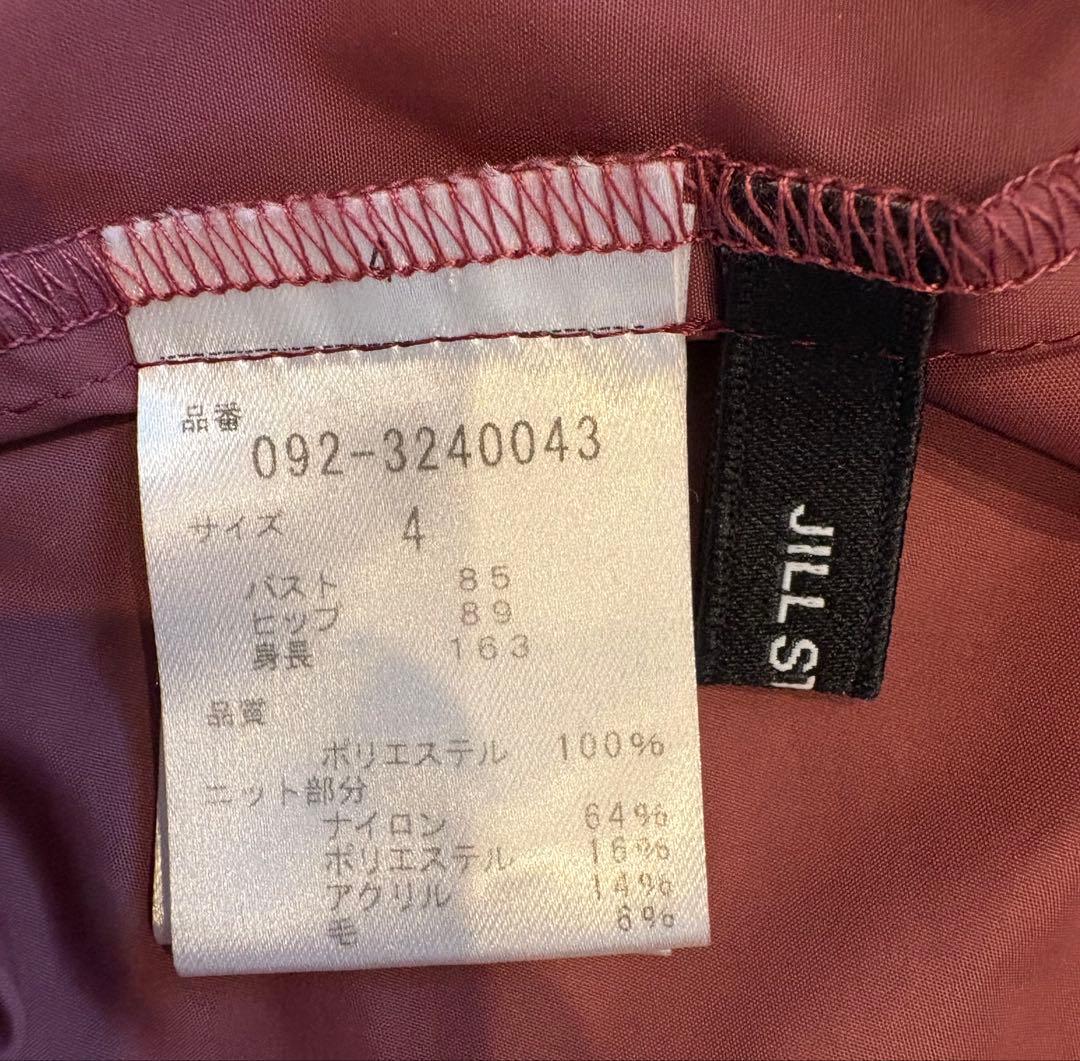 品番
092-3240043
サイズ 4
バスト 85
ヒップ 89
身長 163
品質
ポリエステル 100%
ニット部分
ナイロン 64%
ポリエステル 16%
アクリル 14%
毛 6%
JILL ST